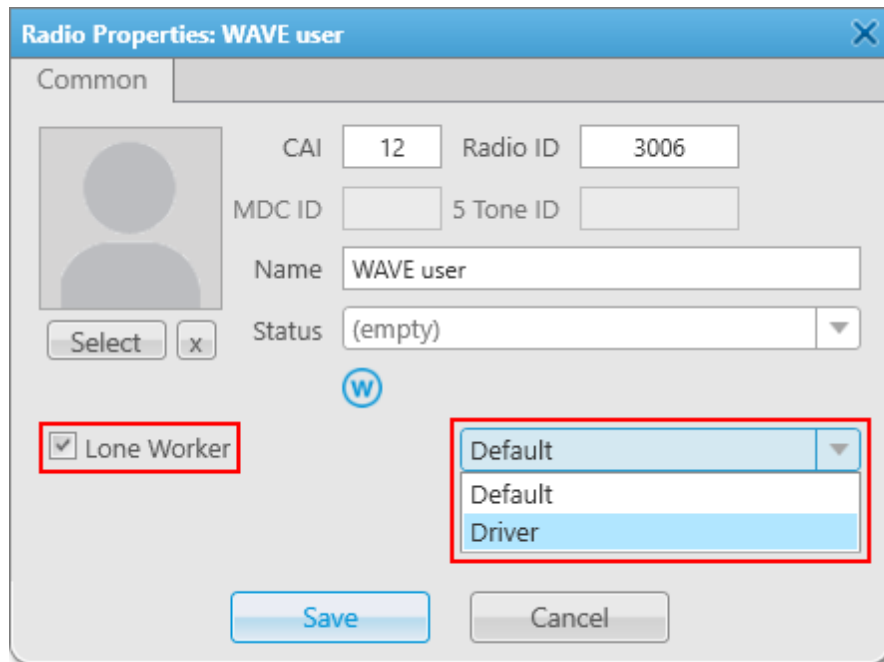 Radio Properties: WAVE user
Common
CAI 12 Radio ID 3006
MDC ID 5 Tone ID
Name WAVE user
Select x Status (empty)
W
Lone Worker Default
Default
Driver
Save Cancel